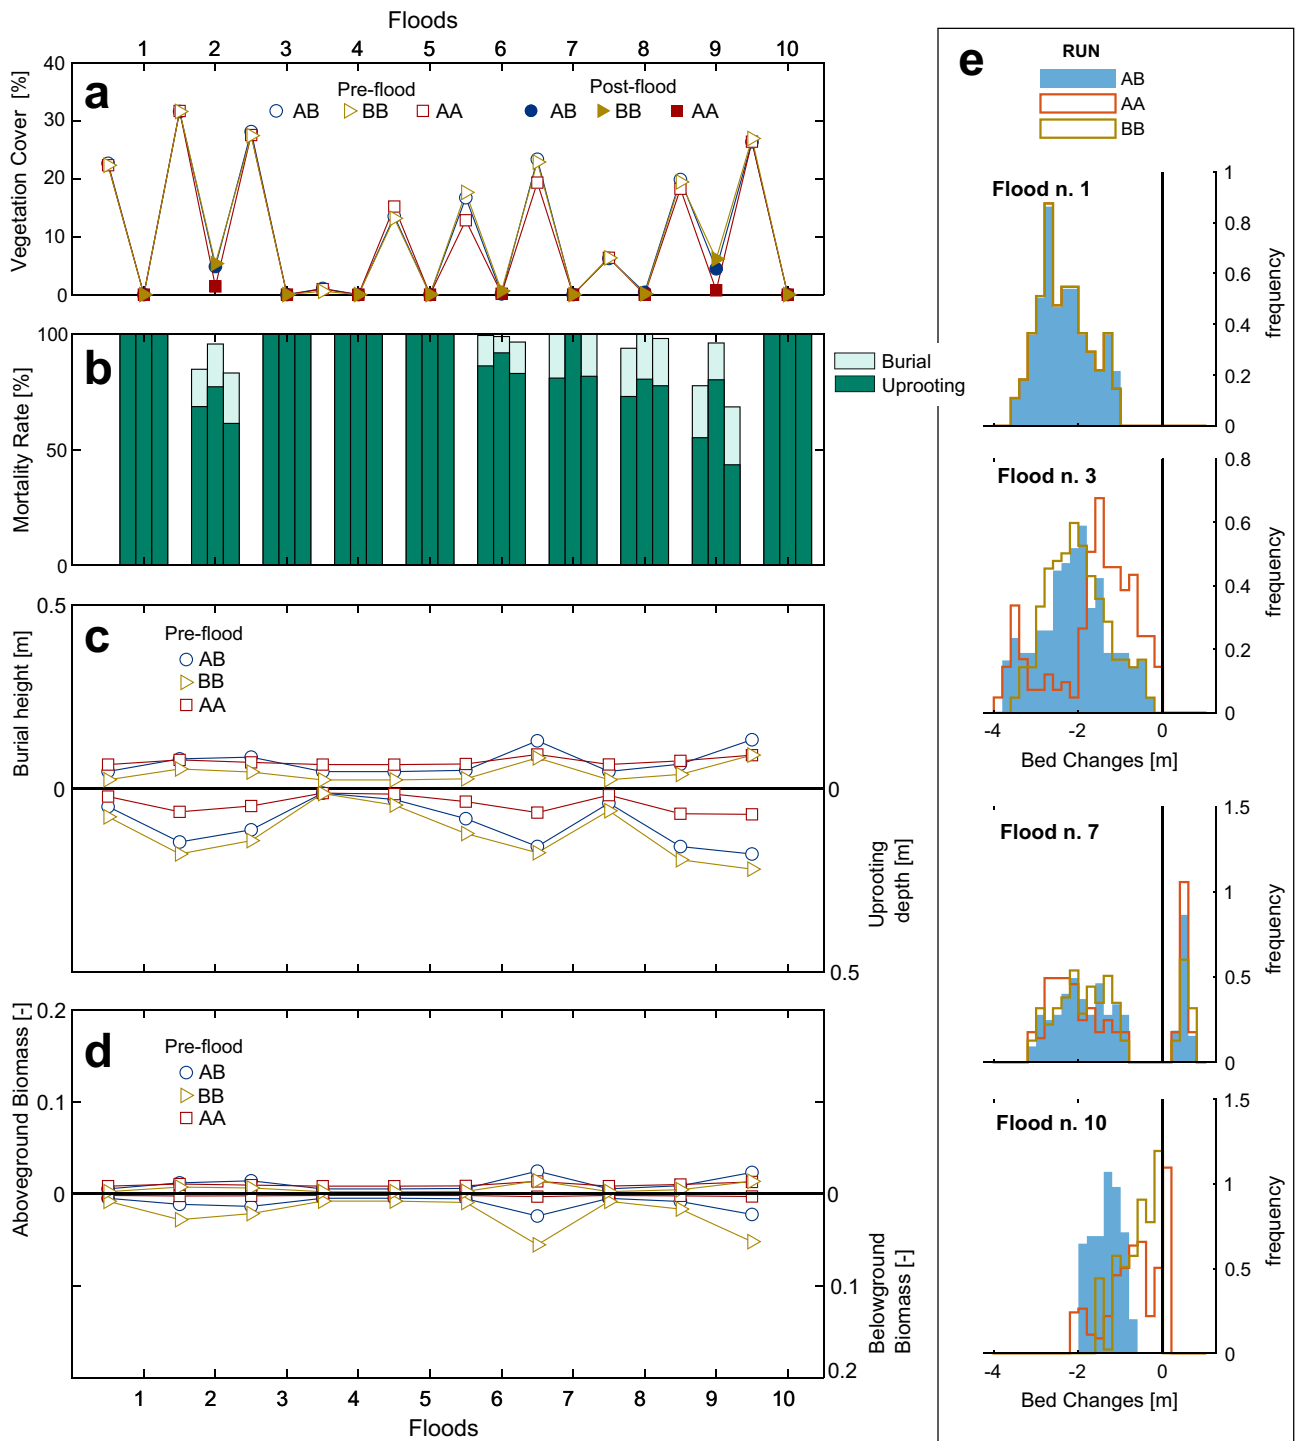 Floods
1 2 3 4 5 6 7 8 9 10
a
Vegetation Cover [%]
40
30
20
10
0
Pre-flood
AB BB AA
Post-flood
AB BB AA
b
Mortality Rate [%]
100
50
0
Burial
Uprooting
c
Burial height [m]
0.5
0
Pre-flood
AB
BB
AA
0
Uprooting
depth [m]
0.5
d
Aboveground Biomass [-]
0.2
0.1
0
Pre-flood
AB
BB
AA
0
0.1
0.2
Belowground
Biomass [-]
1 2 3 4 5 6 7 8 9 10
Floods
e
RUN
AB
AA
BB
Flood n. 1
1
0.8
0.6
0.4
0.2
0
frequency
Flood n. 3
0.8
0.6
0.4
0.2
0
frequency
-4 -2 0
Bed Changes [m]
Flood n. 7
1.5
1
0.5
0
frequency
Flood n. 10
1.5
1
0.5
0
frequency
-4 -2 0
Bed Changes [m]